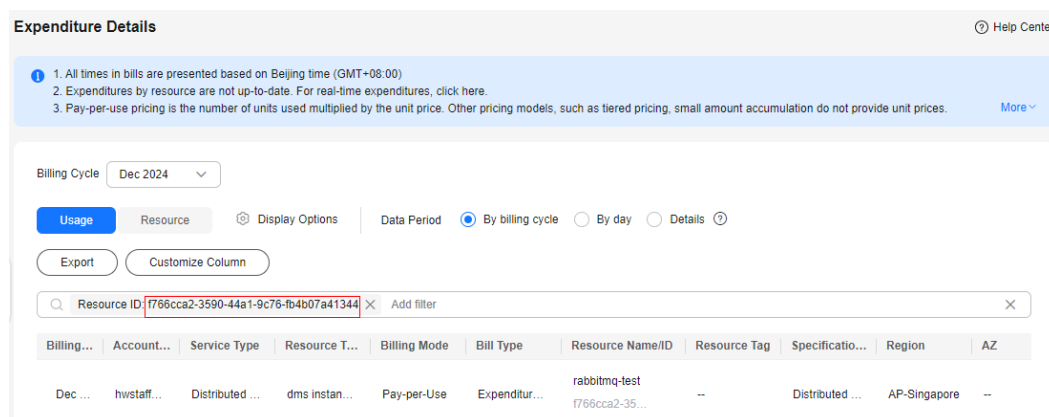 Expenditure Details
Help Cente
1. All times in bills are presented based on Beijing time (GMT+08:00)
2. Expenditures by resource are not up-to-date. For real-time expenditures, click here.
3. Pay-per-use pricing is the number of units used multiplied by the unit price. Other pricing models, such as tiered pricing, small amount accumulation do not provide unit prices. More
Billing Cycle Dec 2024
Usage Resource Display Options Data Period By billing cycle By day Details
Export Customize Column
Resource ID: f766cca2-3590-44a1-9c76-fb4b07a41344 Add filter
Billing... Account... Service Type Resource T... Billing Mode Bill Type Resource Name/ID Resource Tag Specificatio... Region AZ
Dec ... hwstaff... Distributed ... dms instan... Pay-per-Use Expenditur... rabbitmq-test -- Distributed ... AP-Singapore --
f766cca2-35...